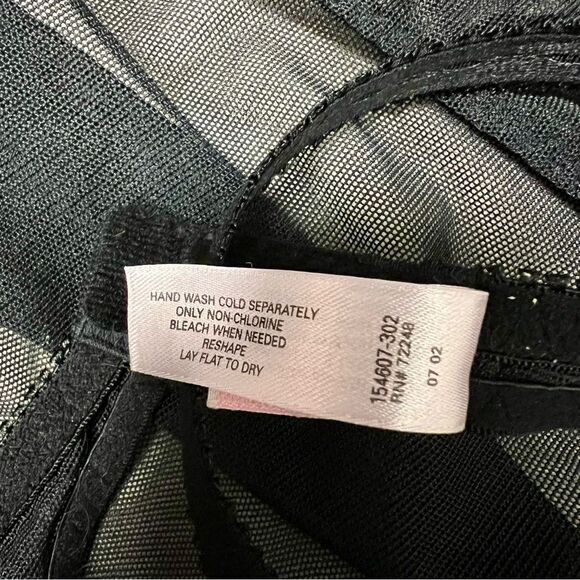 HAND WASH COLD SEPARATELY
ONLY NON-CHLORINE
BLEACH WHEN NEEDED
RESHAPE
LAY FLAT TO DRY
154607-302
RN# 72248
07 02